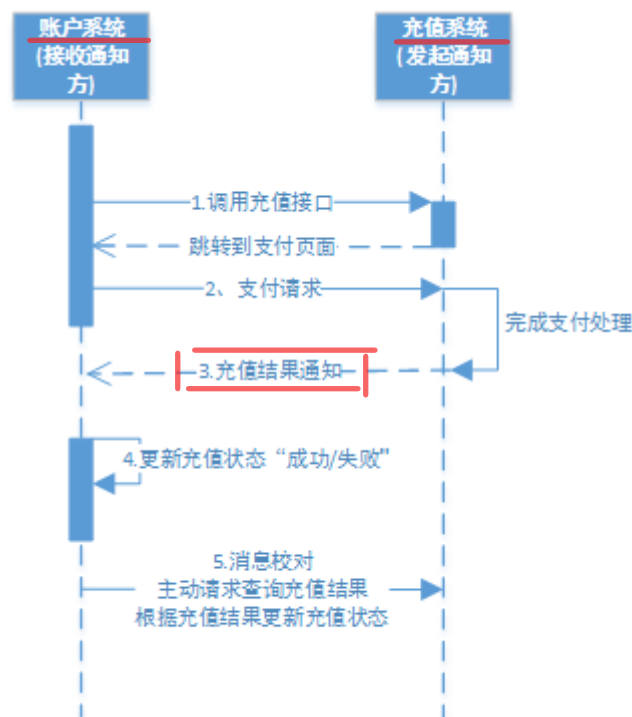 账户系统
(接收通知
方)
充值系统
(发起通知
方)
1.调用充值接口
跳转到支付页面
2、支付请求
完成支付处理
3.充值结果通知
4.更新充值状态“成功/失败”
5.消息校对
主动请求查询充值结果
根据充值结果更新充值状态